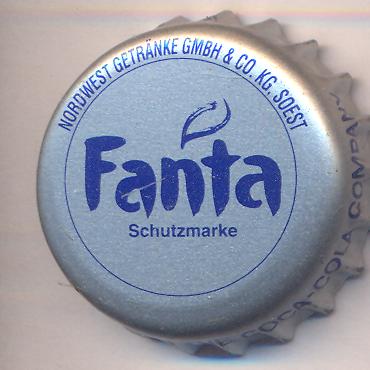 NORDWEST GETRÄNKE GMBH & CO. KG. SOEST
Fanta
Schutzmarke
COCA-COLA COMPANY